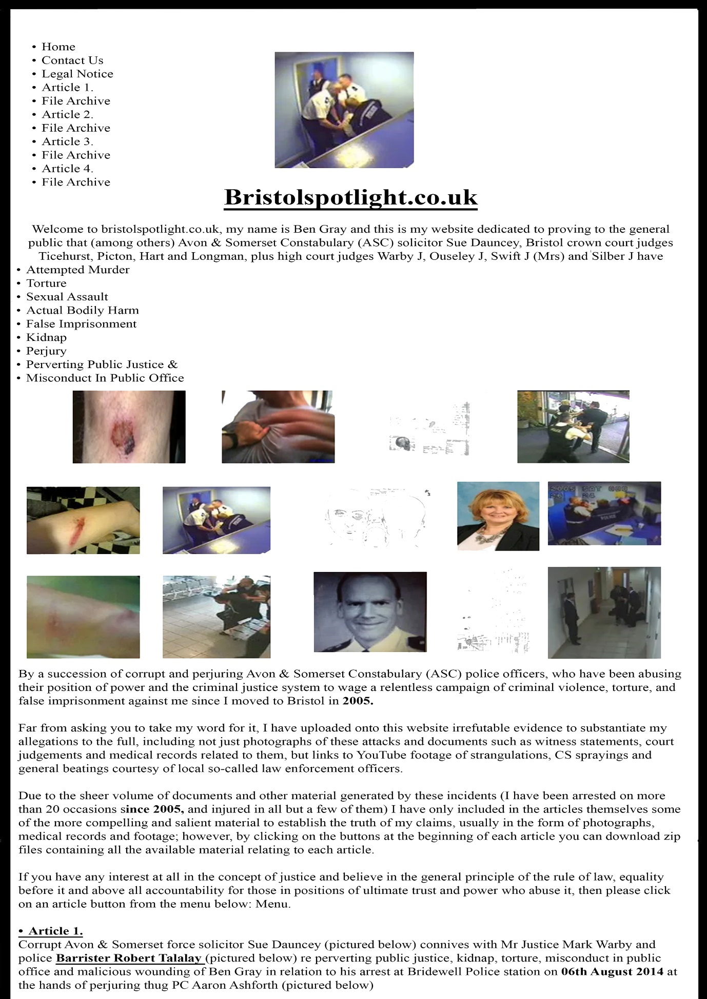 • Home
• Contact Us
• Legal Notice
• Article 1.
• File Archive
• Article 2.
• File Archive
• Article 3.
• File Archive
• Article 4.
• File Archive
POLICE
Bristolspotlight.co.uk
Welcome to bristolspotlight.co.uk, my name is Ben Gray and this is my website dedicated to proving to the general
public that (among others) Avon & Somerset Constabulary (ASC) solicitor Sue Dauncey, Bristol crown court judges
Ticehurst, Picton, Hart and Longman, plus high court judges Warby J, Ouseley J, Swift J (Mrs) and Silber J have
• Attempted Murder
• Torture
• Sexual Assault
• Actual Bodily Harm
• False Imprisonment
• Kidnap
• Perjury
• Perverting Public Justice &
• Misconduct In Public Office
POLICE
2005 SAT
POLICE
By a succession of corrupt and perjuring Avon & Somerset Constabulary (ASC) police officers, who have been abusing
their position of power and the criminal justice system to wage a relentless campaign of criminal violence, torture, and
false imprisonment against me since I moved to Bristol in 2005.
Far from asking you to take my word for it, I have uploaded onto this website irrefutable evidence to substantiate my
allegations to the full, including not just photographs of these attacks and documents such as witness statements, court
judgements and medical records related to them, but links to YouTube footage of strangulations, CS sprayings and
general beatings courtesy of local so-called law enforcement officers.
Due to the sheer volume of documents and other material generated by these incidents (I have been arrested on more
than 20 occasions since 2005, and injured in all but a few of them) I have only included in the articles themselves some
of the more compelling and salient material to establish the truth of my claims, usually in the form of photographs,
medical records and footage; however, by clicking on the buttons at the beginning of each article you can download zip
files containing all the available material relating to each article.
If you have any interest at all in the concept of justice and believe in the general principle of the rule of law, equality
before it and above all accountability for those in positions of ultimate trust and power who abuse it, then please click
on an article button from the menu below: Menu.
• Article 1.
Corrupt Avon & Somerset force solicitor Sue Dauncey (pictured below) connives with Mr Justice Mark Warby and
police Barrister Robert Talalay (pictured below) re perverting public justice, kidnap, torture, misconduct in public
office and malicious wounding of Ben Gray in relation to his arrest at Bridewell Police station on 06th August 2014 at
the hands of perjuring thug PC Aaron Ashforth (pictured below)